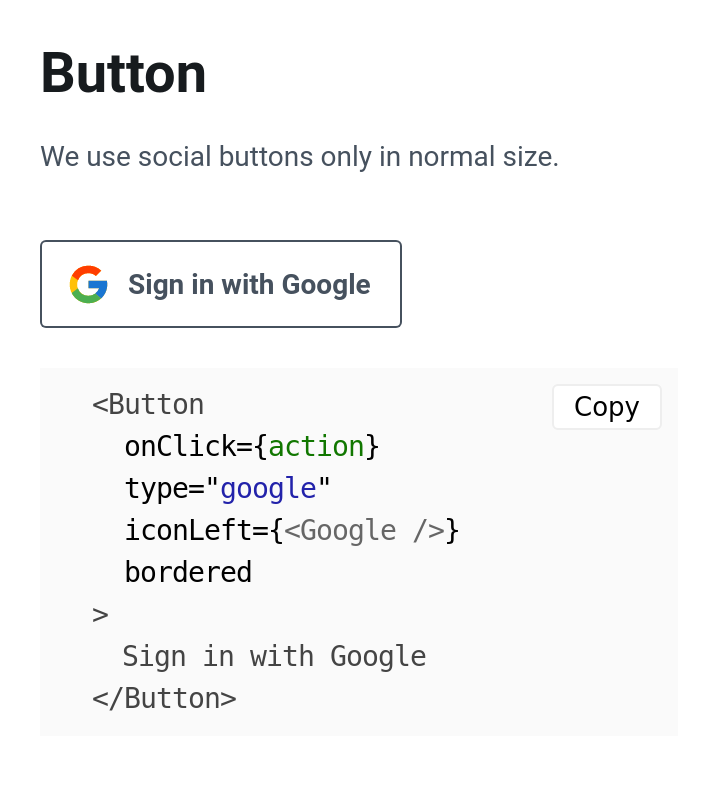 Button
We use social buttons only in normal size.
Sign in with Google
Copy
<Button
  onClick={action}
  type="google"
  iconLeft={<Google />}
  bordered
>
  Sign in with Google
</Button>